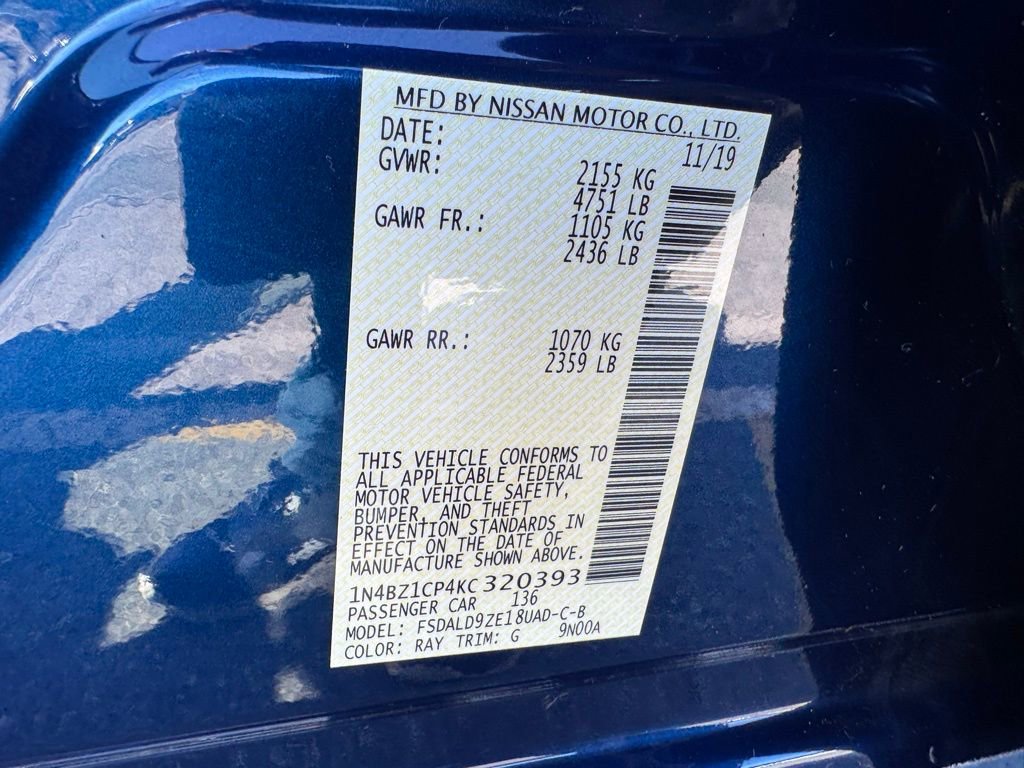 MFD BY NISSAN MOTOR CO., LTD.
DATE: 11/19
GVWR: 2155 KG
4751 LB
GAWR FR.: 1105 KG
2436 LB
GAWR RR.: 1070 KG
2359 LB
THIS VEHICLE CONFORMS TO
ALL APPLICABLE FEDERAL
MOTOR VEHICLE SAFETY,
BUMPER, AND THEFT
PREVENTION STANDARDS IN
EFFECT ON THE DATE OF
MANUFACTURE SHOWN ABOVE.
1N4BZ1CP4KC320393
PASSENGER CAR 136
MODEL: FSDALD9ZE18UAD-C-B
COLOR: RAY TRIM: G 9N00A